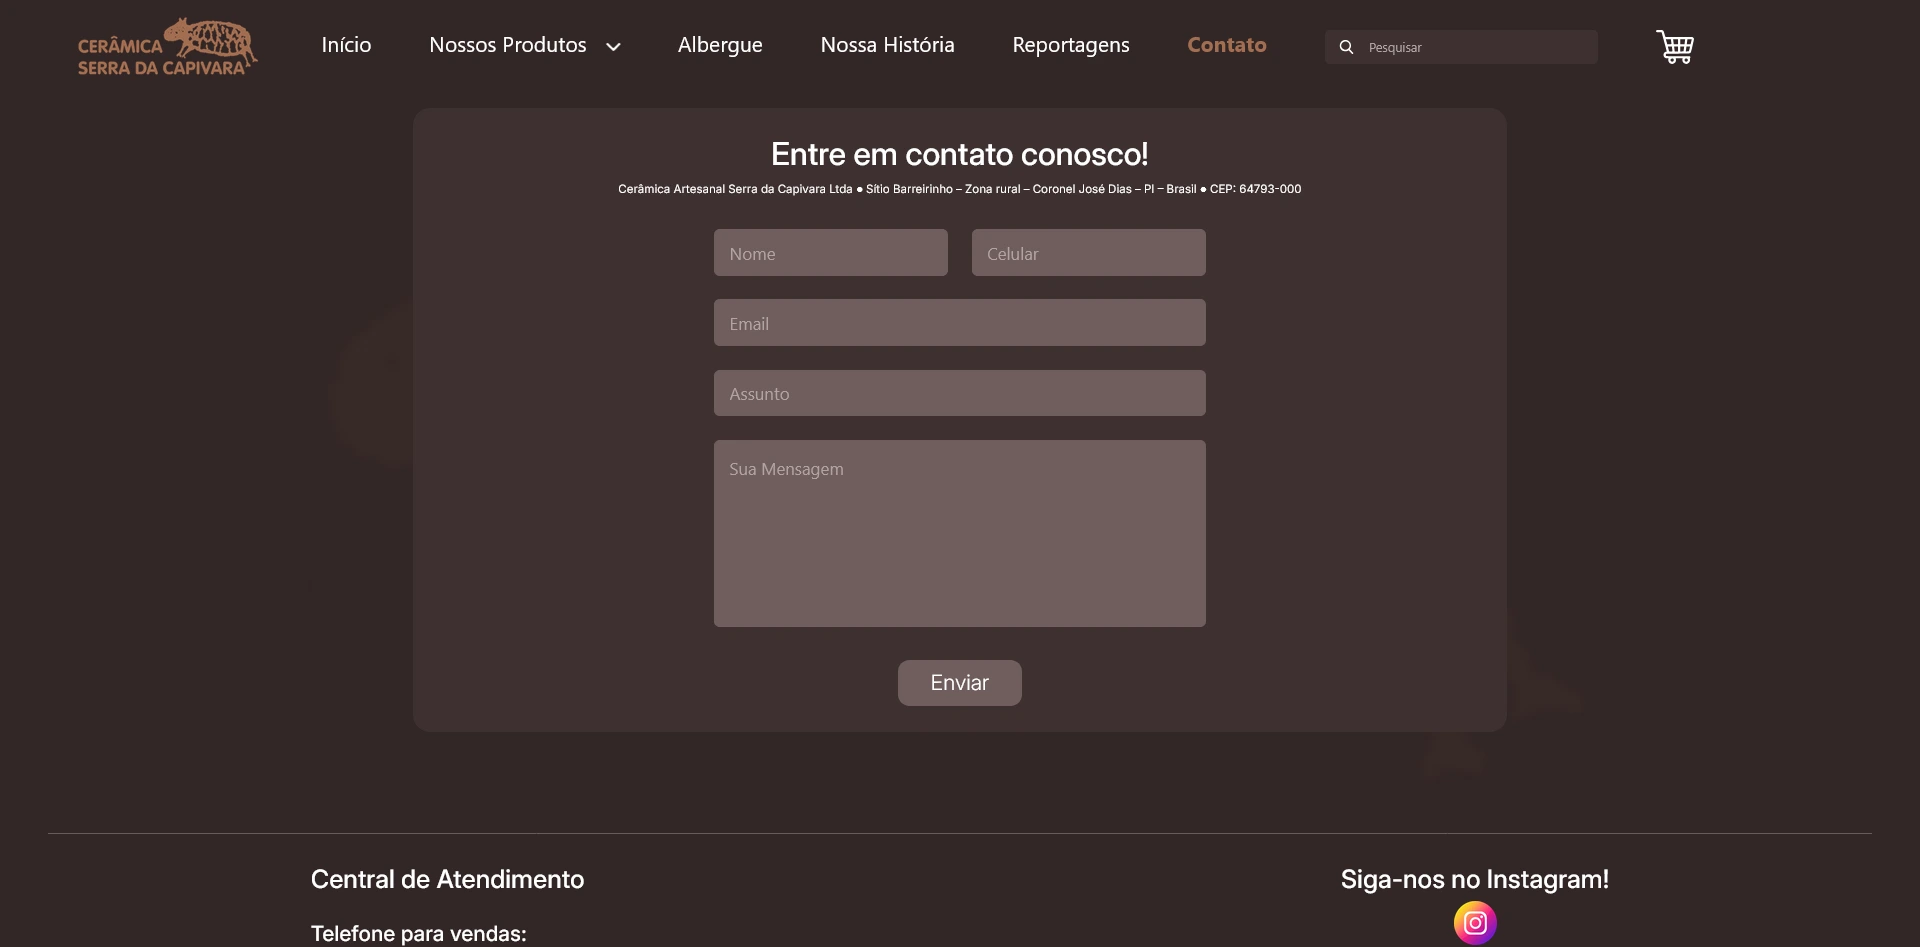 CERÂMICA
SERRA DA CAPIVARA
Início
Nossos Produtos
Albergue
Nossa História
Reportagens
Contato
Pesquisar
Entre em contato conosco!
Cerâmica Artesanal Serra da Capivara Ltda ● Sítio Barreirinho – Zona rural – Coronel José Dias – PI – Brasil ● CEP: 64793-000
Nome
Celular
Email
Assunto
Sua Mensagem
Enviar
Central de Atendimento
Siga-nos no Instagram!
Telefone para vendas: